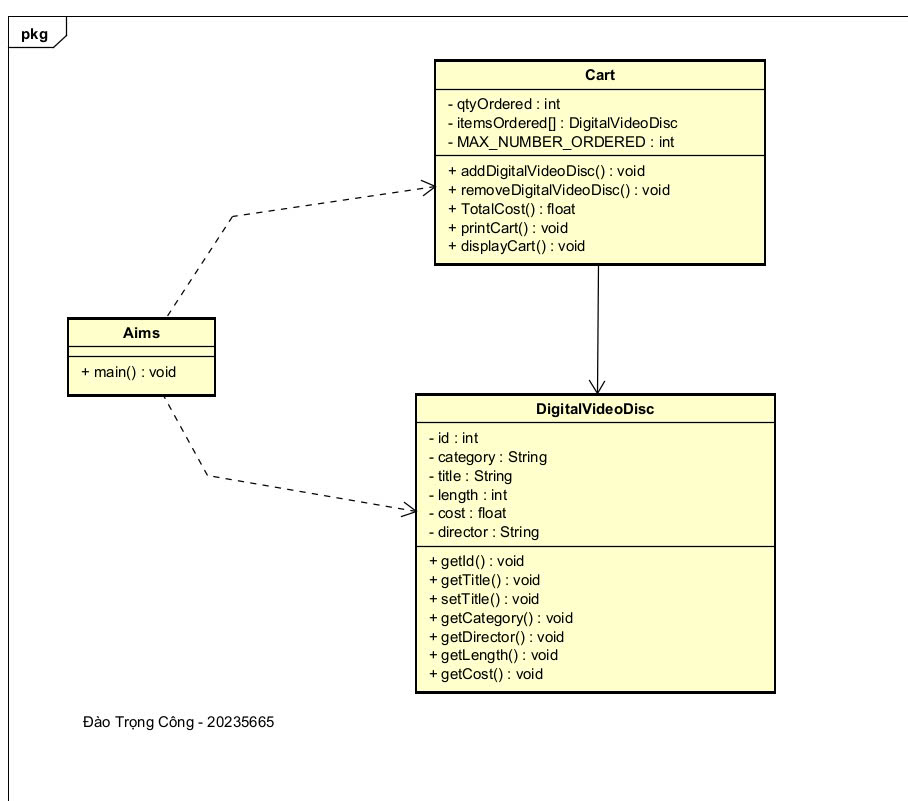 pkg
Cart
- qtyOrdered : int
- itemsOrdered[] : DigitalVideoDisc
- MAX_NUMBER_ORDERED : int
+ addDigitalVideoDisc() : void
+ removeDigitalVideoDisc() : void
+ TotalCost() : float
+ printCart() : void
+ displayCart() : void
Aims
+ main() : void
DigitalVideoDisc
- id : int
- category : String
- title : String
- length : int
- cost : float
- director : String
+ getId() : void
+ getTitle() : void
+ setTitle() : void
+ getCategory() : void
+ getDirector() : void
+ getLength() : void
+ getCost() : void
Đào Trọng Công - 20235665